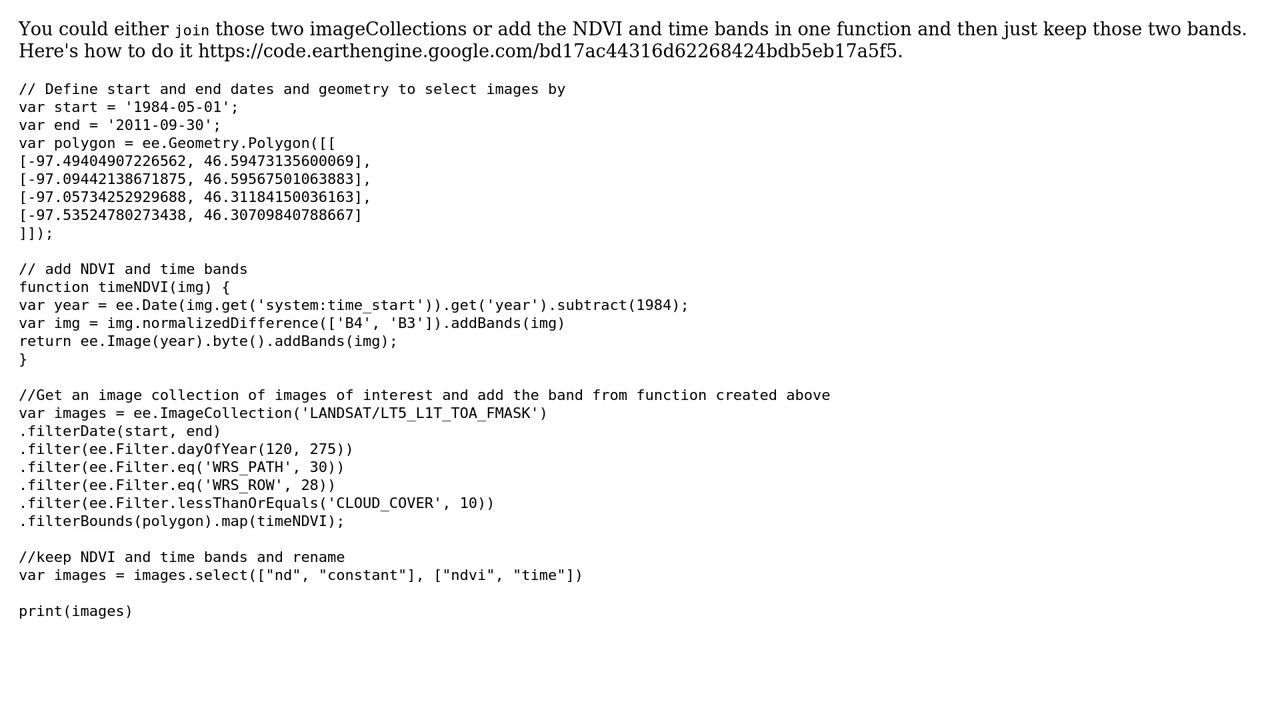 You could either join those two imageCollections or add the NDVI and time bands in one function and then just keep those two bands.
Here's how to do it https://code.earthengine.google.com/bd17ac44316d62268424bdb5eb17a5f5.
// Define start and end dates and geometry to select images by
var start = '1984-05-01';
var end = '2011-09-30';
var polygon = ee.Geometry.Polygon([[
[-97.49404907226562, 46.59473135600069],
[-97.09442138671875, 46.59567501063883],
[-97.05734252929688, 46.31184150036163],
[-97.53524780273438, 46.30709840788667]
]]);
// add NDVI and time bands
function timeNDVI(img) {
var year = ee.Date(img.get('system:time_start')).get('year').subtract(1984);
var img = img.normalizedDifference(['B4', 'B3']).addBands(img)
return ee.Image(year).byte().addBands(img);
}
//Get an image collection of images of interest and add the band from function created above
var images = ee.ImageCollection('LANDSAT/LT5_L1T_TOA_FMASK')
.filterDate(start, end)
.filter(ee.Filter.dayOfYear(120, 275))
.filter(ee.Filter.eq('WRS_PATH', 30))
.filter(ee.Filter.eq('WRS_ROW', 28))
.filter(ee.Filter.lessThanOrEquals('CLOUD_COVER', 10))
.filterBounds(polygon).map(timeNDVI);
//keep NDVI and time bands and rename
var images = images.select(["nd", "constant"], ["ndvi", "time"])
print(images)